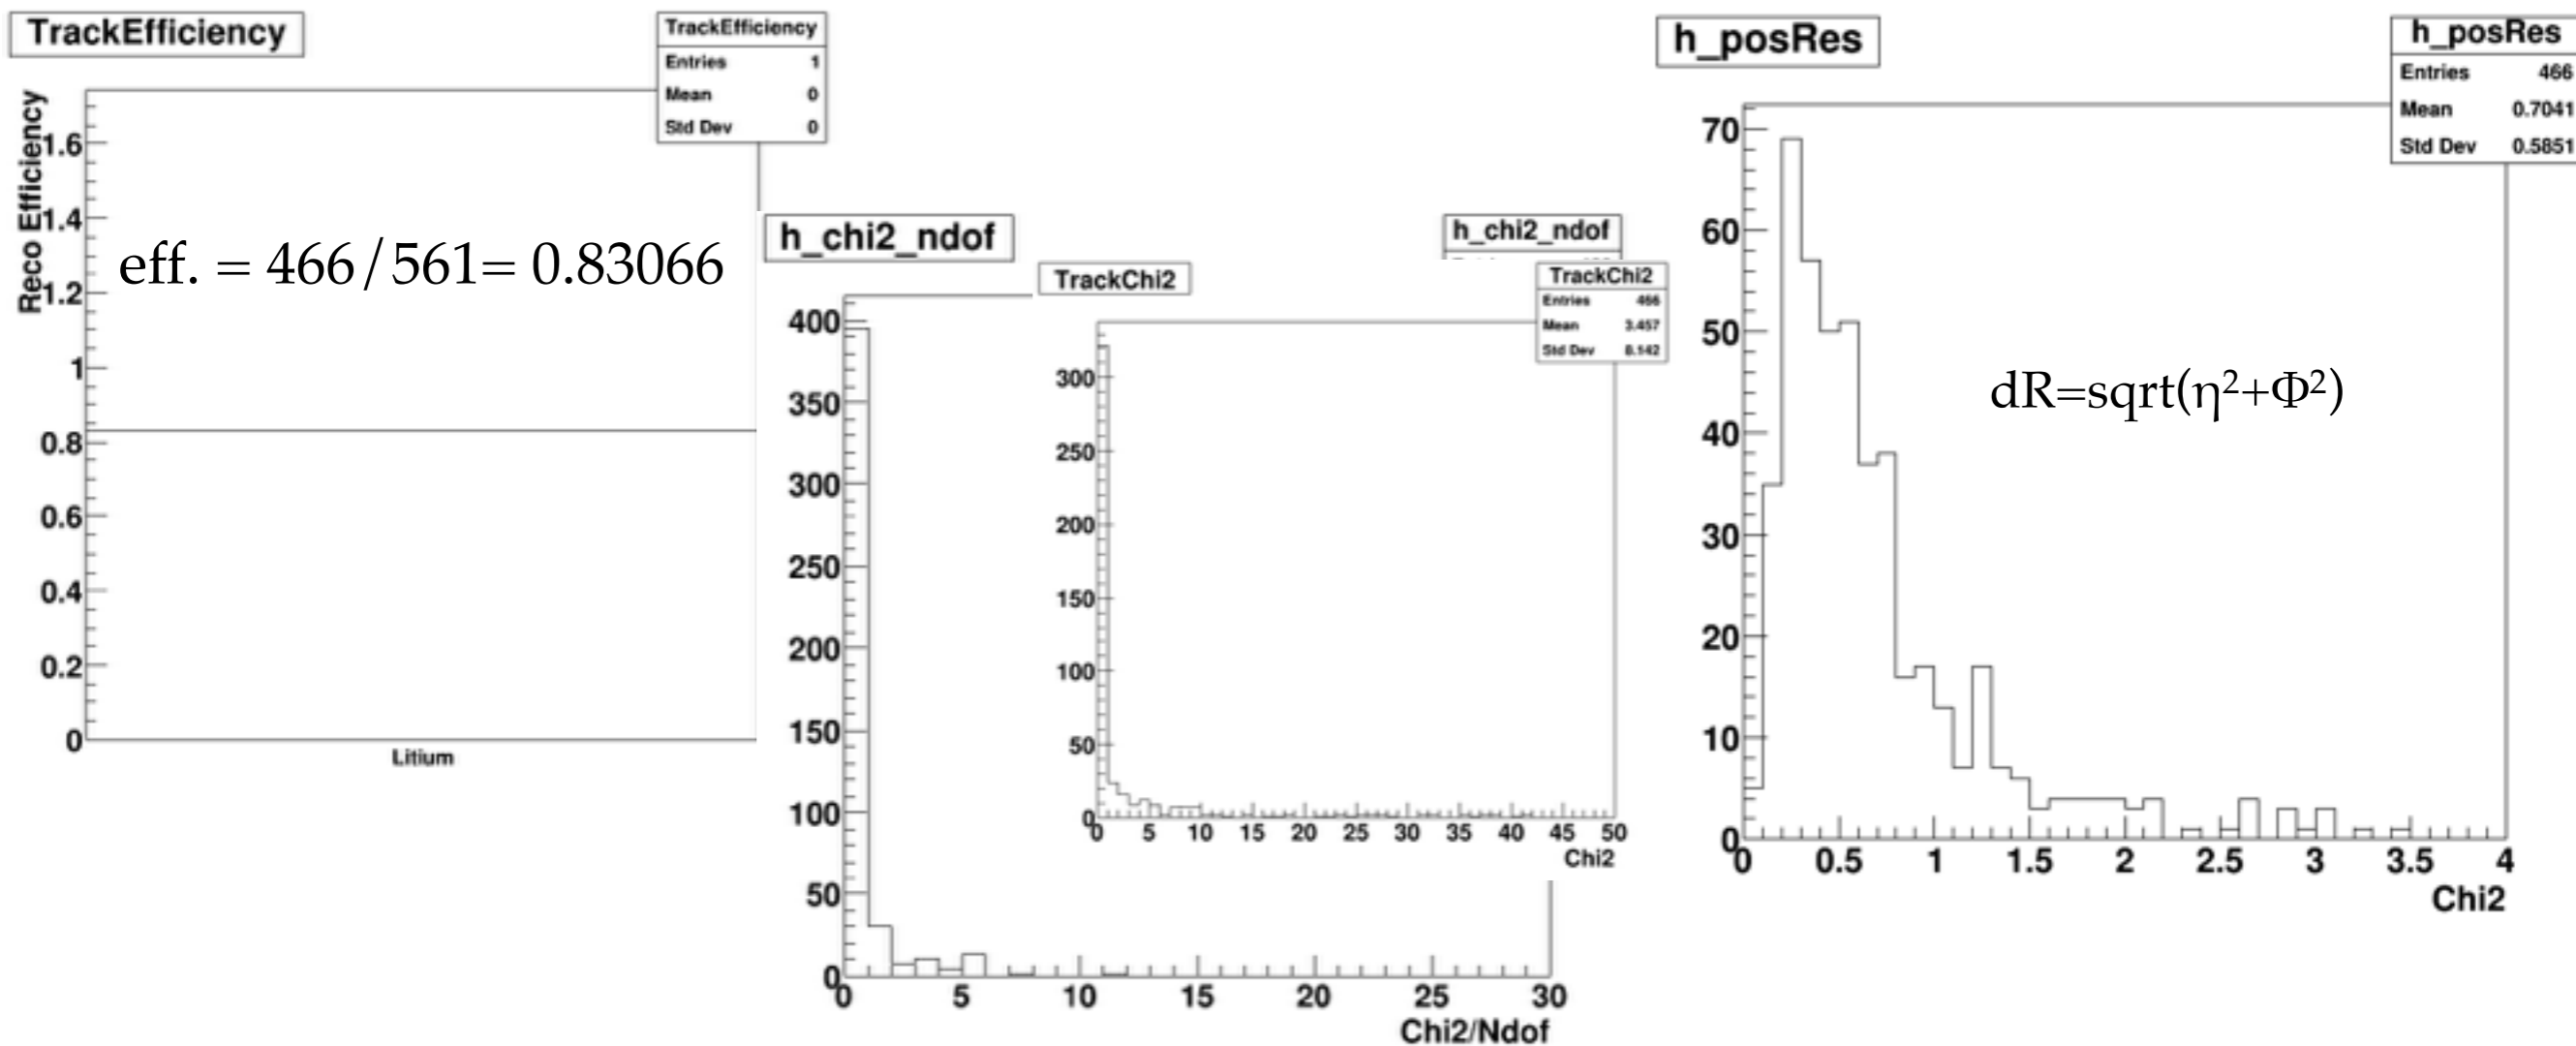 TrackEfficiency
TrackEfficiency
Entries 1
Mean 0
Std Dev 0
Reco Efficiency
1.6
1.4
1.2
1
0.8
0.6
0.4
0.2
0
eff. = 466/561= 0.83066
Litium
h_chi2_ndof
h_chi2_ndof
400
350
300
250
200
150
100
50
0
0 5 10 15 20 25 30
Chi2/Ndof
TrackChi2
TrackChi2
Entries 466
Mean 3.457
Std Dev 8.142
300
250
200
150
100
50
0
0 5 10 15 20 25 30 35 40 45 50
Chi2
h_posRes
h_posRes
Entries 466
Mean 0.7041
Std Dev 0.5851
70
60
50
40
30
20
10
0
dR=sqrt(η²+Φ²)
0 0.5 1 1.5 2 2.5 3 3.5 4
Chi2